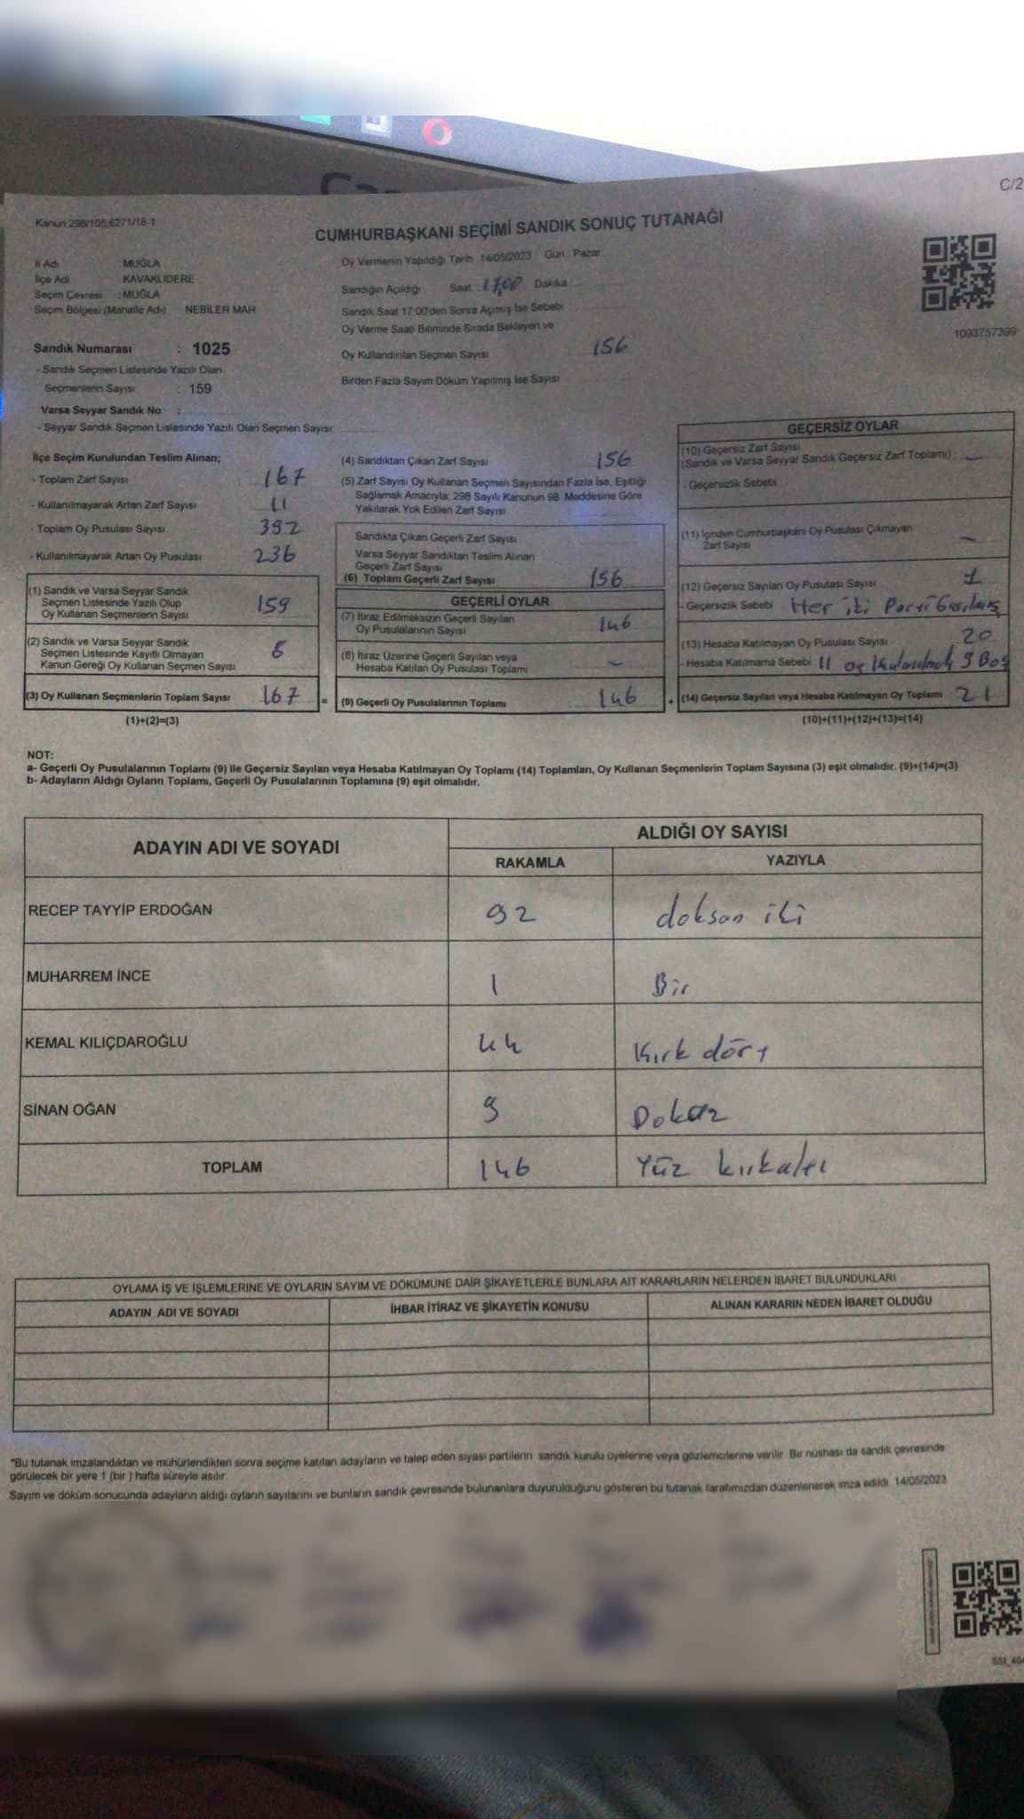 C/2
Kanun:298/105;6271/18-1
CUMHURBAŞKANI SEÇİMİ SANDIK SONUÇ TUTANAĞI
İl Adı MUĞLA
İlçe Adı KAVAKLIDERE
Seçim Çevresi : MUĞLA
Seçim Bölgesi (Mahalle Adı) NEBİLER MAH
Sandık Numarası : 1025
- Sandık Seçmen Listesinde Yazılı Olan
Seçmenlerin Sayısı : 159
Varsa Seyyar Sandık No :
- Seyyar Sandık Seçmen Listesinde Yazılı Olan Seçmen Sayısı:
Oy Vermenin Yapıldığı Tarih 14/05/2023 Gün : Pazar
Sandığın Açıldığı Saat : 17,00 Dakika :
Sandık Saat 17:00'den Sonra Açılmış İse Sebebi
Oy Verme Saati Bitiminde Sırada Bekleyen ve
Oy Kullandırılan Seçmen Sayısı 156
Birden Fazla Sayım Döküm Yapılmış İse Sayısı
1093757399
İlçe Seçim Kurulundan Teslim Alınan;
- Toplam Zarf Sayısı 167
- Kullanılmayarak Artan Zarf Sayısı 11
- Toplam Oy Pusulası Sayısı 392
- Kullanılmayarak Artan Oy Pusulası 236
(1) Sandık ve Varsa Seyyar Sandık
Seçmen Listesinde Yazılı Olup
Oy Kullanan Seçmenlerin Sayısı 159
(2) Sandık ve Varsa Seyyar Sandık
Seçmen Listesinde Kayıtlı Olmayan
Kanun Gereği Oy Kullanan Seçmen Sayısı
(3) Oy Kullanan Seçmenlerin Toplam Sayısı 167 =
(1)+(2)=(3)
(4) Sandıktan Çıkan Zarf Sayısı 156
(5) Zarf Sayısı Oy Kullanan Seçmen Sayısından Fazla İse, Eşitliği
Sağlamak Amacıyla; 298 Sayılı Kanunun 98. Maddesine Göre
Yakılarak Yok Edilen Zarf Sayısı
Sandıkta Çıkan Geçerli Zarf Sayısı
Varsa Seyyar Sandıktan Teslim Alınan
Geçerli Zarf Sayısı
(6) Toplam Geçerli Zarf Sayısı 156
GEÇERLİ OYLAR
(7) İtiraz Edilmeksizin Geçerli Sayılan
Oy Pusulalarının Sayısı 146
(8) İtiraz Üzerine Geçerli Sayılan veya
Hesaba Katılan Oy Pusulası Toplamı -
(9) Geçerli Oy Pusulalarının Toplamı 146 +
GEÇERSİZ OYLAR
(10) Geçersiz Zarf Sayısı
(Sandık ve Varsa Seyyar Sandık Geçersiz Zarf Toplamı) : -
- Geçersizlik Sebebi
(11) İçinden Cumhurbaşkanı Oy Pusulası Çıkmayan
Zarf Sayısı -
(12) Geçersiz Sayılan Oy Pusulası Sayısı 1
- Geçersizlik Sebebi Her iki Parti
(13) Hesaba Katılmayan Oy Pusulası Sayısı 20
- Hesaba Katılmama Sebebi 11 oy 9 Boş
(14) Geçersiz Sayılan veya Hesaba Katılmayan Oy Toplamı 21
(10)+(11)+(12)+(13)=(14)
NOT:
a- Geçerli Oy Pusulalarının Toplamı (9) ile Geçersiz Sayılan veya Hesaba Katılmayan Oy Toplamı (14) Toplamları, Oy Kullanan Seçmenlerin Toplam Sayısına (3) eşit olmalıdır. (9)+(14)=(3)
b- Adayların Aldığı Oyların Toplamı, Geçerli Oy Pusulalarının Toplamına (9) eşit olmalıdır.
ADAYIN ADI VE SOYADI ALDIĞI OY SAYISI
RAKAMLA YAZIYLA
RECEP TAYYİP ERDOĞAN 92 doksan iki
MUHARREM İNCE 1 Bir
KEMAL KILIÇDAROĞLU 44 Kırk dört
SİNAN OĞAN 9 Dokuz
TOPLAM 146 Yüz kırkaltı
OYLAMA İŞ VE İŞLEMLERİNE VE OYLARIN SAYIM VE DÖKÜMÜNE DAİR ŞİKAYETLERLE BUNLARA AİT KARARLARIN NELERDEN İBARET BULUNDUKLARI
ADAYIN ADI VE SOYADI İHBAR İTİRAZ VE ŞİKAYETİN KONUSU ALINAN KARARIN NEDEN İBARET OLDUĞU
"Bu tutanak imzalandıktan ve mühürlendikten sonra seçime katılan adayların ve talep eden siyasi partilerin sandık kurulu üyelerine veya gözlemcilerine verilir. Bir nüshası da sandık çevresinde
görülecek bir yere 1 (bir ) hafta süreyle asılır
Sayım ve döküm sonucunda adayların aldığı oyların sayılarını ve bunların sandık çevresinde bulunanlara duyurulduğunu gösteren bu tutanak tarafımızdan düzenlenerek imza edildi. 14/05/2023